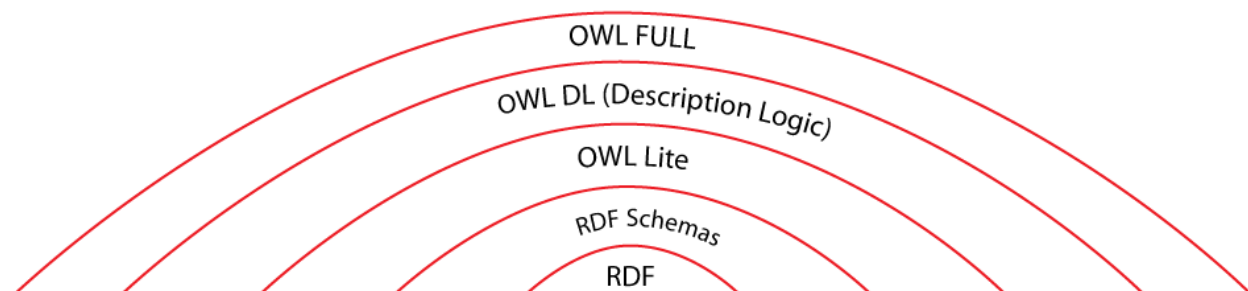 OWL FULL
OWL DL (Description Logic)
OWL Lite
RDF Schemas
RDF